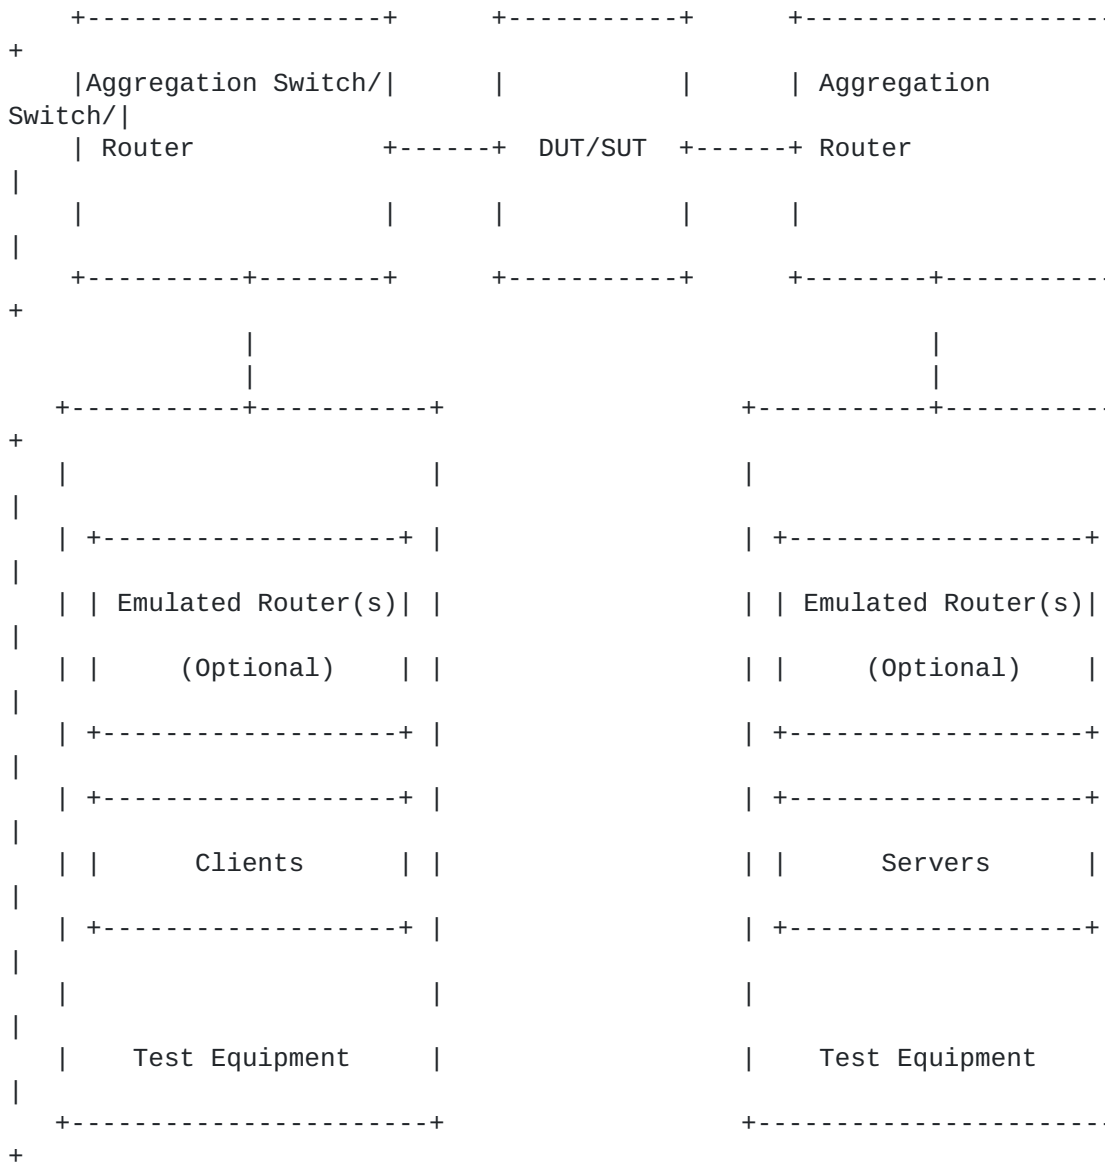 +-------------------+      +-----------+      +--------------------
+
|Aggregation Switch/|      |           |      | Aggregation
Switch/|
| Router            +------+  DUT/SUT  +------+ Router
|
|                   |      |           |      |
|
+----------+--------+      +-----------+      +--------+-----------
+
|                                           |
|                                           |
+-----------+-----------+                   +-----------+----------
+
|                       |                   |
|
| +-------------------+ |                   | +-------------------+
|
| | Emulated Router(s)| |                   | | Emulated Router(s)|
|
| |     (Optional)    | |                   | |     (Optional)    |
|
| +-------------------+ |                   | +-------------------+
|
| +-------------------+ |                   | +-------------------+
|
| |      Clients      | |                   | |      Servers      |
|
| +-------------------+ |                   | +-------------------+
|
|                       |                   |
|
|    Test Equipment     |                   |    Test Equipment
|
+-----------------------+                   +----------------------
+